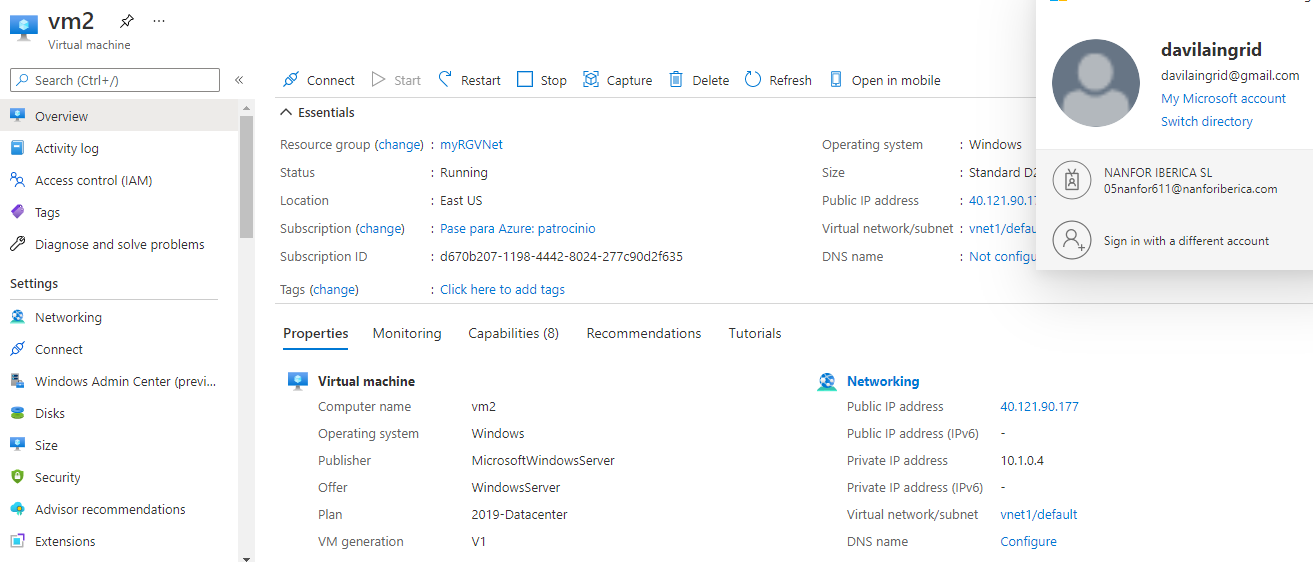 vm2
Virtual machine
Search (Ctrl+/)
Overview
Activity log
Access control (IAM)
Tags
Diagnose and solve problems
Settings
Networking
Connect
Windows Admin Center (previ...
Disks
Size
Security
Advisor recommendations
Extensions
Connect Start Restart Stop Capture Delete Refresh Open in mobile
Essentials
Resource group (change) : myRGVNet
Status : Running
Location : East US
Subscription (change) : Pase para Azure: patrocinio
Subscription ID : d670b207-1198-4442-8024-277c90d2f635
Tags (change) : Click here to add tags
Operating system : Windows
Size : Standard
Public IP address :
Virtual network/subnet :
DNS name : Not
davilaingrid
davilaingrid@gmail.com
My Microsoft account
Switch directory
NANFOR IBERICA SL
05nanfor611@nanforiberica.com
Sign in with a different account
Properties Monitoring Capabilities (8) Recommendations Tutorials
Virtual machine
Computer name vm2
Operating system Windows
Publisher MicrosoftWindowsServer
Offer WindowsServer
Plan 2019-Datacenter
VM generation V1
Networking
Public IP address 40.121.90.177
Public IP address (IPv6) -
Private IP address 10.1.0.4
Private IP address (IPv6) -
Virtual network/subnet vnet1/default
DNS name Configure